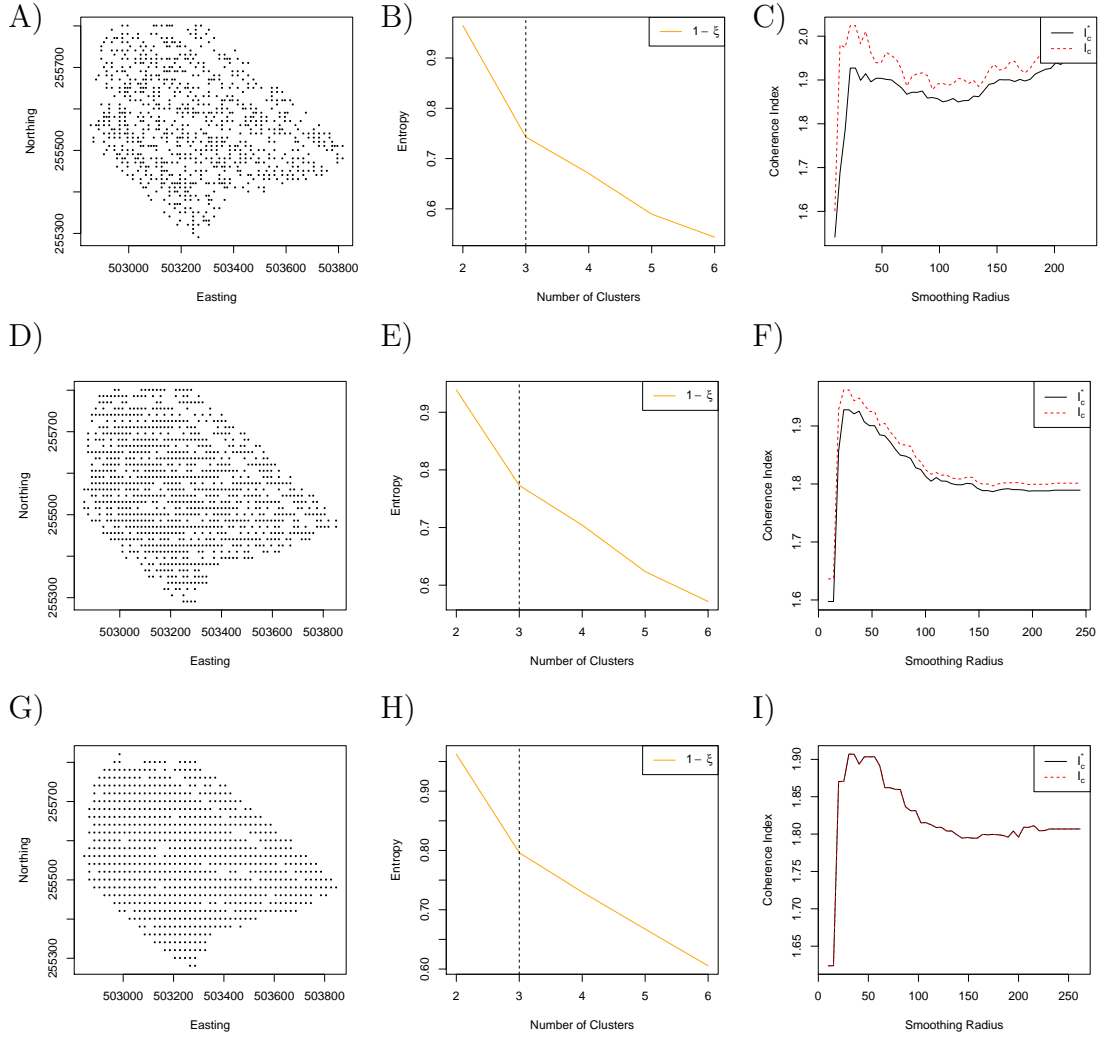 A)
Northing
255300
255500
255700
503000
503200
503400
503600
503800
Easting
B)
Entropy
0.6
0.7
0.8
0.9
1 − ξ
2
3
4
5
6
Number of Clusters
C)
Coherence Index
1.6
1.7
1.8
1.9
2.0
I*c
Ic
50
100
150
200
Smoothing Radius
D)
Northing
255300
255500
255700
503000
503200
503400
503600
503800
Easting
E)
Entropy
0.6
0.7
0.8
0.9
1 − ξ
2
3
4
5
6
Number of Clusters
F)
Coherence Index
1.6
1.7
1.8
1.9
I*c
Ic
0
50
100
150
200
250
Smoothing Radius
G)
Northing
255300
255500
255700
503000
503200
503400
503600
503800
Easting
H)
Entropy
0.60
0.70
0.80
0.90
1 − ξ
2
3
4
5
6
Number of Clusters
I)
Coherence Index
1.65
1.70
1.75
1.80
1.85
1.90
I*c
Ic
0
50
100
150
200
250
Smoothing Radius